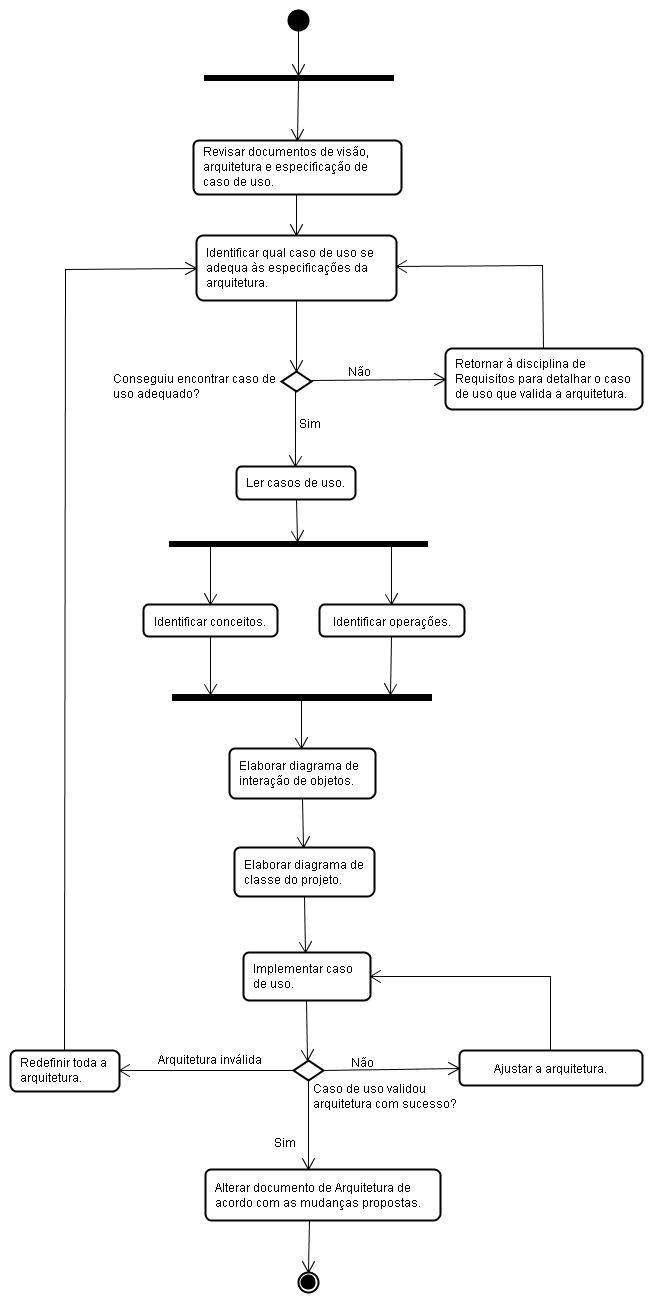 Revisar documentos de visão,
arquitetura e especificação de
caso de uso.
Identificar qual caso de uso se
adequa às especificações da
arquitetura.
Conseguiu encontrar caso de
uso adequado?
Não
Retornar à disciplina de
Requisitos para detalhar o caso
de uso que valida a arquitetura.
Sim
Ler casos de uso.
Identificar conceitos.
Identificar operações.
Elaborar diagrama de
interação de objetos.
Elaborar diagrama de
classe do projeto.
Implementar caso
de uso.
Redefinir toda a
arquitetura.
Arquitetura inválida
Não
Ajustar a arquitetura.
Caso de uso validou
arquitetura com sucesso?
Sim
Alterar documento de Arquitetura de
acordo com as mudanças propostas.